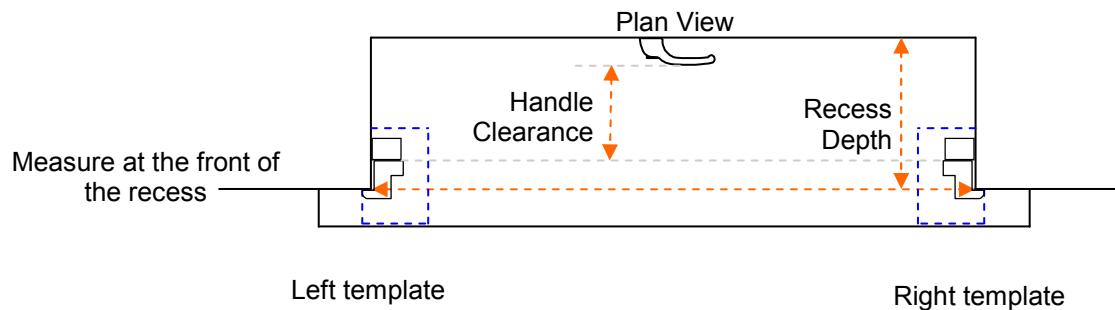 Plan View
Handle
Clearance
Recess
Depth
Measure at the front of
the recess
Left template
Right template